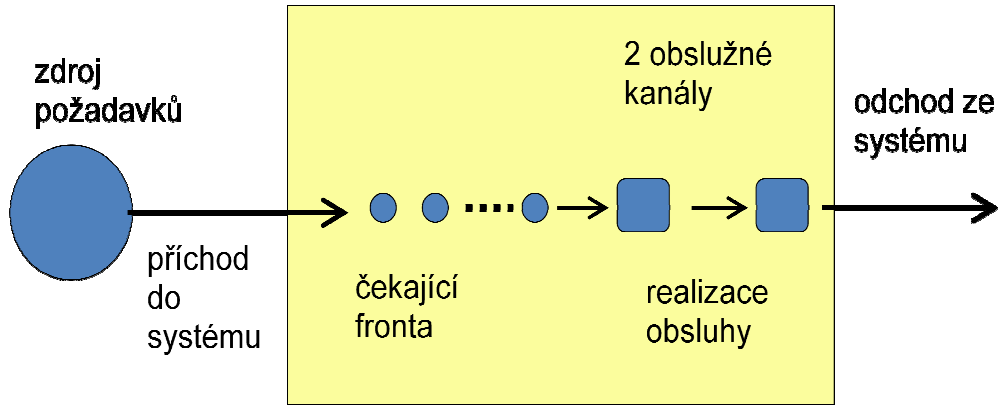 zdroj
požadavků
příchod
do
systému
čekající
fronta
2 obslužné
kanály
realizace
obsluhy
odchod ze
systému